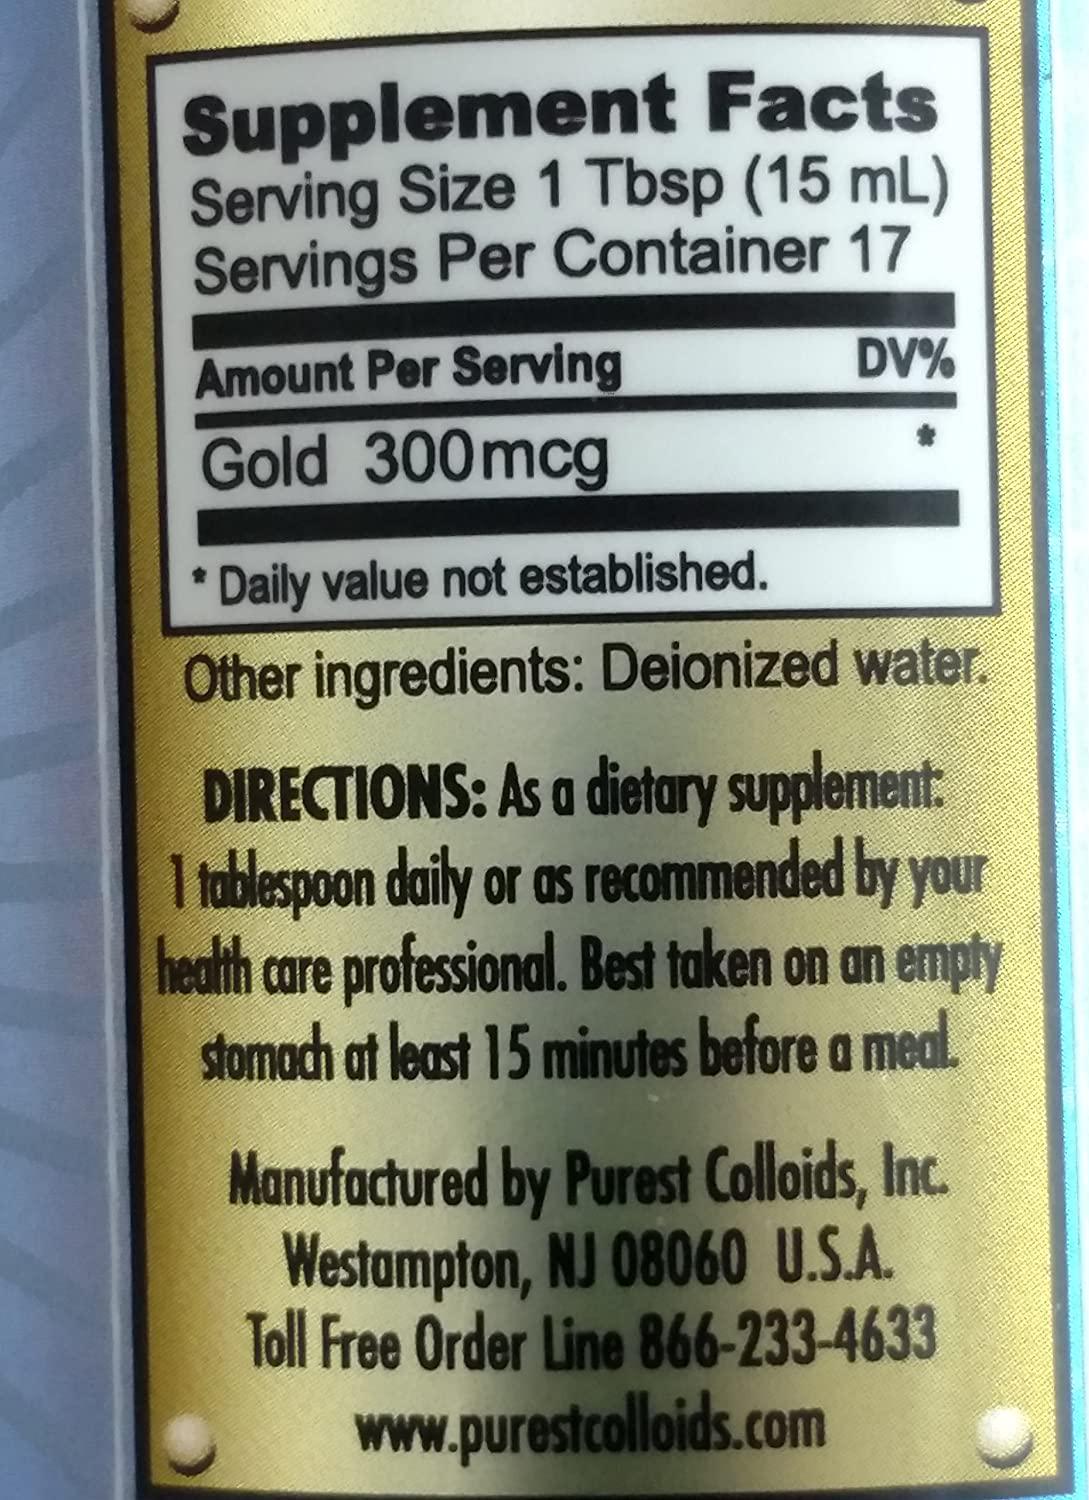 Supplement Facts
Serving Size 1 Tbsp (15 mL)
Servings Per Container 17
Amount Per Serving DV%
Gold 300mcg *
* Daily value not established.
Other ingredients: Deionized water.
DIRECTIONS: As a dietary supplement:
1 tablespoon daily or as recommended by your
health care professional. Best taken on an empty
stomach at least 15 minutes before a meal.
Manufactured by Purest Colloids, Inc.
Westampton, NJ 08060 U.S.A.
Toll Free Order Line 866-233-4633
www.purestcolloids.com